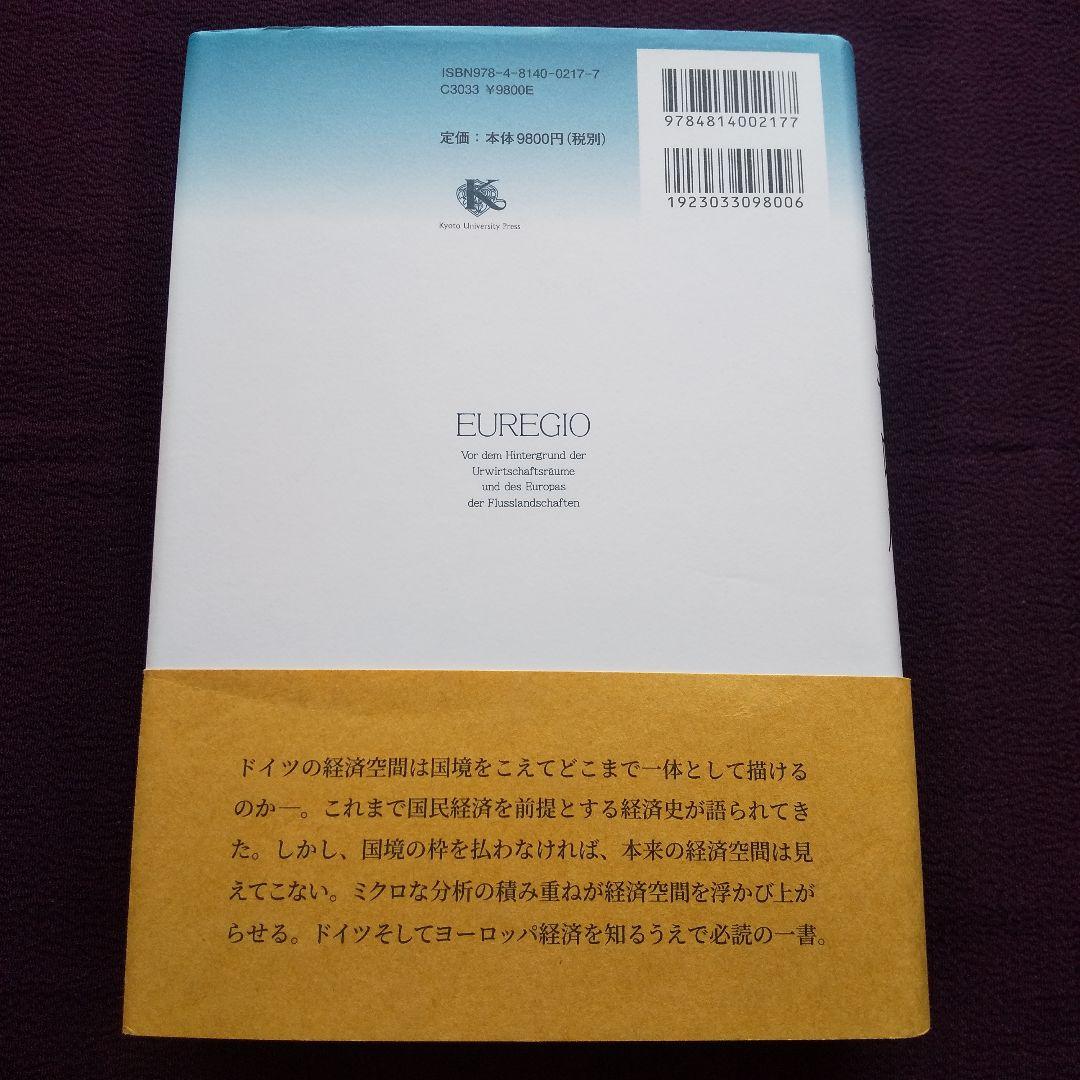 ISBN978-4-8140-0217-7
C3033 ¥9800E
定価：本体9800円（税別）
9784814002177
1923033098006
K
Kyoto University Press
EUREGIO
Vor dem Hintergrund der
Urwirtschaftsräume
und des Europas
der Flusslandschaften
ドイツの経済空間は国境をこえてどこまで一体として描ける
のか―。これまで国民経済を前提とする経済史が語られてき
た。しかし、国境の枠を払わなければ、本来の経済空間は見
えてこない。ミクロな分析の積み重ねが経済空間を浮かび上が
らせる。ドイツそしてヨーロッパ経済を知るうえで必読の一書。